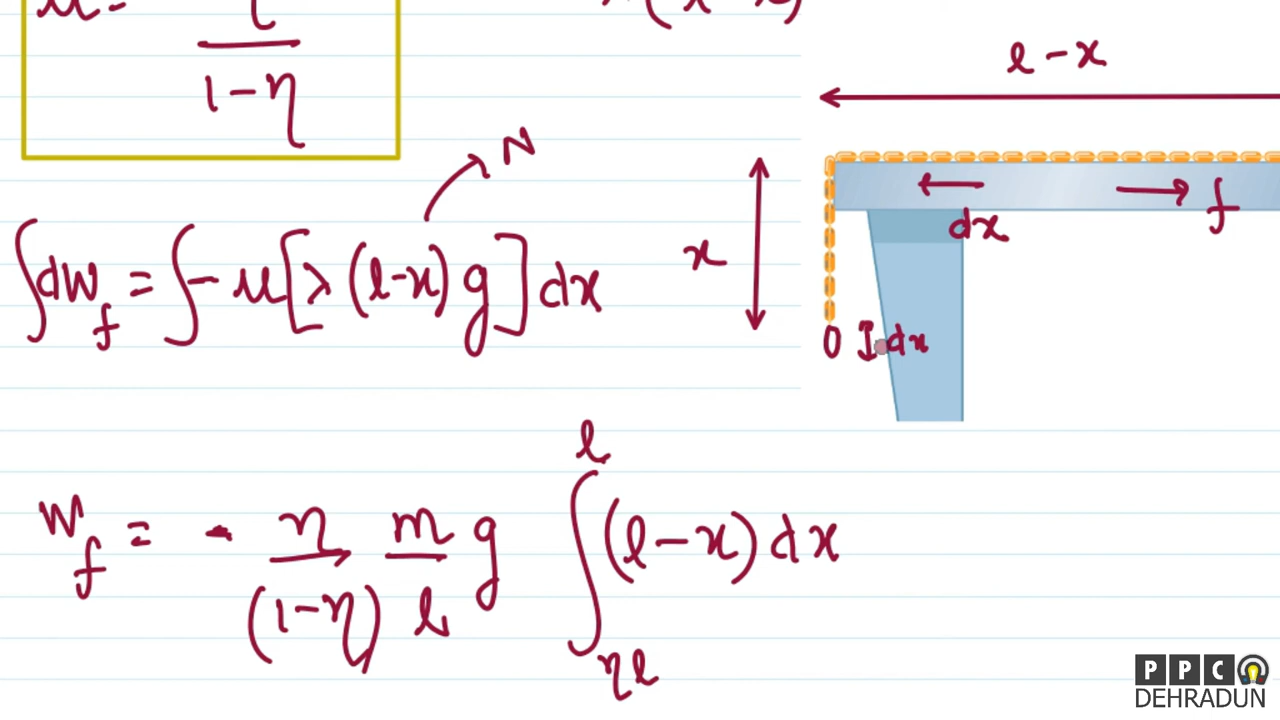 μ = η / (1-η)
l - x
N
∫dW_f = ∫-μ[λ(l-x)g]dx
x
dx
f
0
dx
W_f = - η/(1-η) m/l g ∫_{ηl}^{l} (l-x)dx
PPC
DEHRADUN